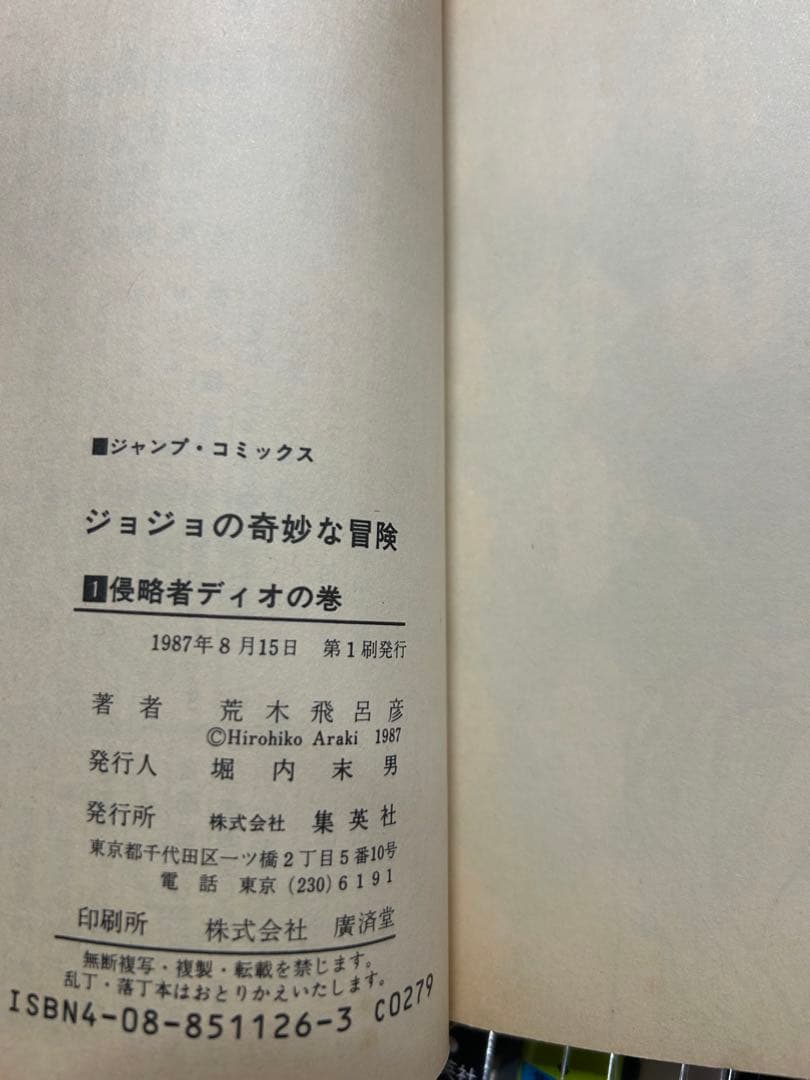 ■ジャンプ・コミックス
ジョジョの奇妙な冒険
1侵略者ディオの巻
1987年8月15日 第1刷発行
著者 荒木飛呂彦
©Hirohiko Araki 1987
発行人 堀内末男
発行所 株式会社 集英社
東京都千代田区一ツ橋2丁目5番10号
電話 東京(230)6191
印刷所 株式会社 廣済堂
無断複写・複製・転載を禁じます。
乱丁・落丁本はおとりかえいたします。
ISBN4-08-851126-3 C0279